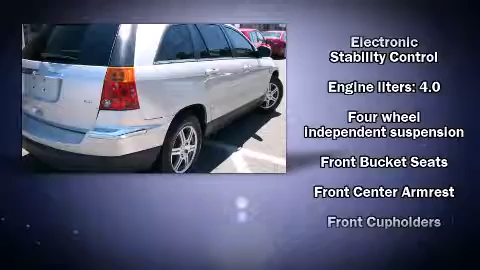 Electronic
Stability Control
Engine liters: 4.0
Four wheel
independent suspension
Front Bucket Seats
Front Center Armrest
Front Cupholders